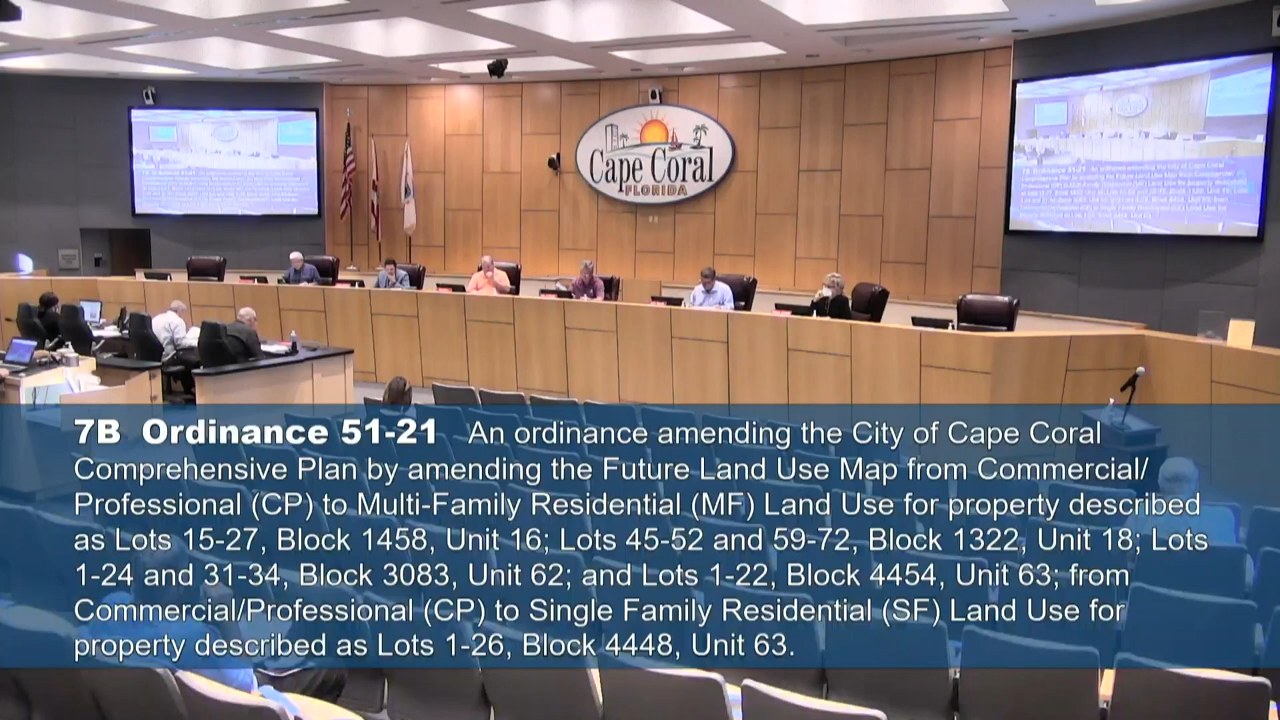 Cape Coral
FLORIDA
7B Ordinance 51-21 An ordinance amending the City of Cape Coral
Comprehensive Plan by amending the Future Land Use Map from Commercial/
Professional (CP) to Multi-Family Residential (MF) Land Use for property described
as Lots 15-27, Block 1458, Unit 16; Lots 45-52 and 59-72, Block 1322, Unit 18; Lots
1-24 and 31-34, Block 3083, Unit 62; and Lots 1-22, Block 4454, Unit 63; from
Commercial/Professional (CP) to Single Family Residential (SF) Land Use for
property described as Lots 1-26, Block 4448, Unit 63.